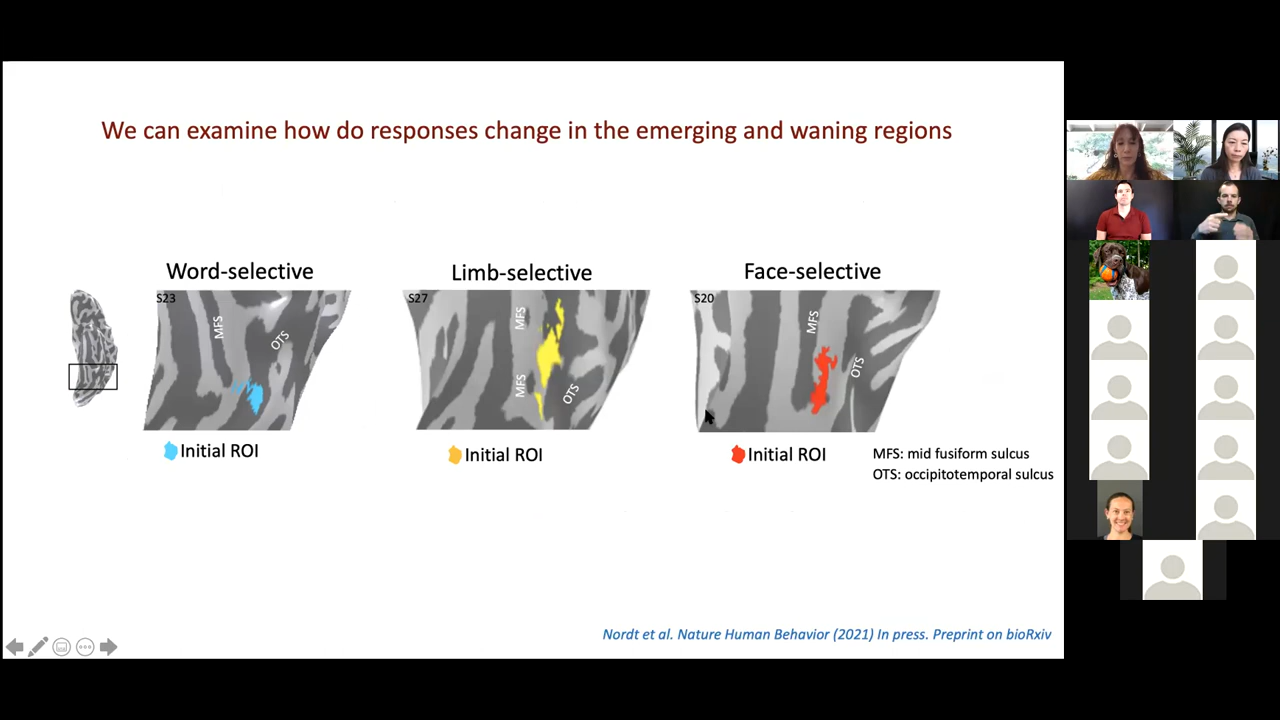 We can examine how do responses change in the emerging and waning regions
Word-selective
Limb-selective
Face-selective
S23
MFS
OTS
S27
MFS
MFS
OTS
S20
MFS
OTS
Initial ROI
Initial ROI
Initial ROI
MFS: mid fusiform sulcus
OTS: occipitotemporal sulcus
Nordt et al. Nature Human Behavior (2021) In press. Preprint on bioRxiv